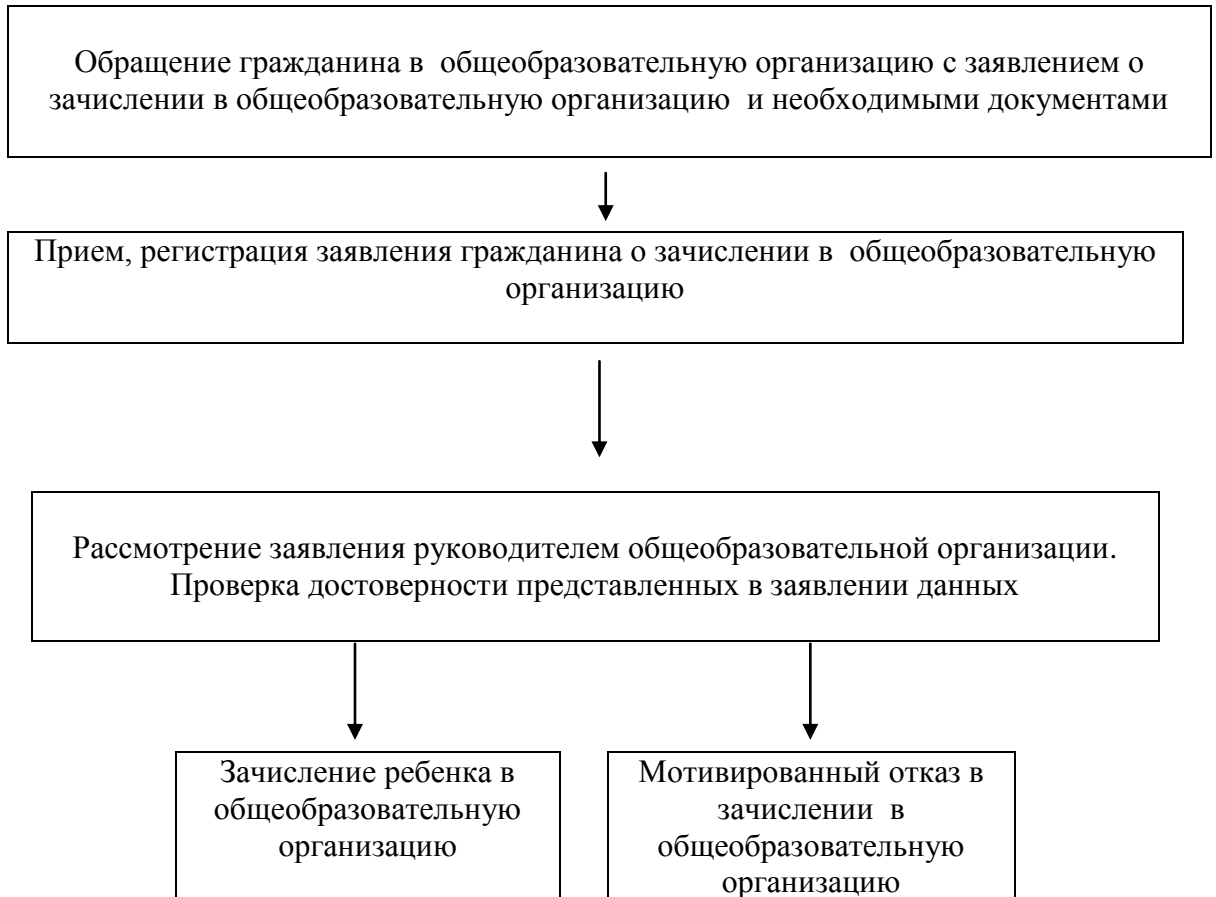 Обращение гражданина в общеобразовательную организацию с заявлением о
зачислении в общеобразовательную организацию и необходимыми документами
Прием, регистрация заявления гражданина о зачислении в общеобразовательную
организацию
Рассмотрение заявления руководителем общеобразовательной организации.
Проверка достоверности представленных в заявлении данных
Зачисление ребенка в
общеобразовательную
организацию
Мотивированный отказ в
зачислении в
общеобразовательную
организацию